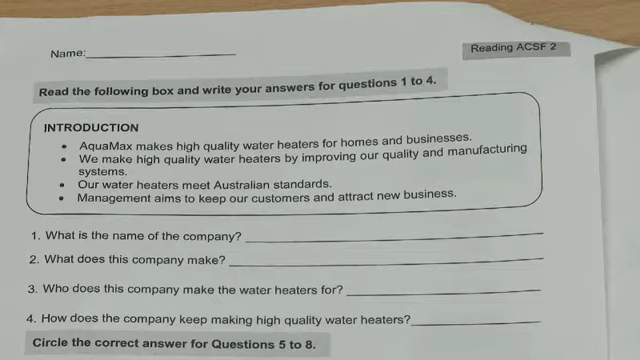 Name:
Reading ACSF 2
Read the following box and write your answers for questions 1 to 4.
INTRODUCTION
• AquaMax makes high quality water heaters for homes and businesses.
• We make high quality water heaters by improving our quality and manufacturing
systems.
• Our water heaters meet Australian standards.
• Management aims to keep our customers and attract new business.
1. What is the name of the company?
2. What does this company make?
3. Who does this company make the water heaters for?
4. How does the company keep making high quality water heaters?
Circle the correct answer for Questions 5 to 8.